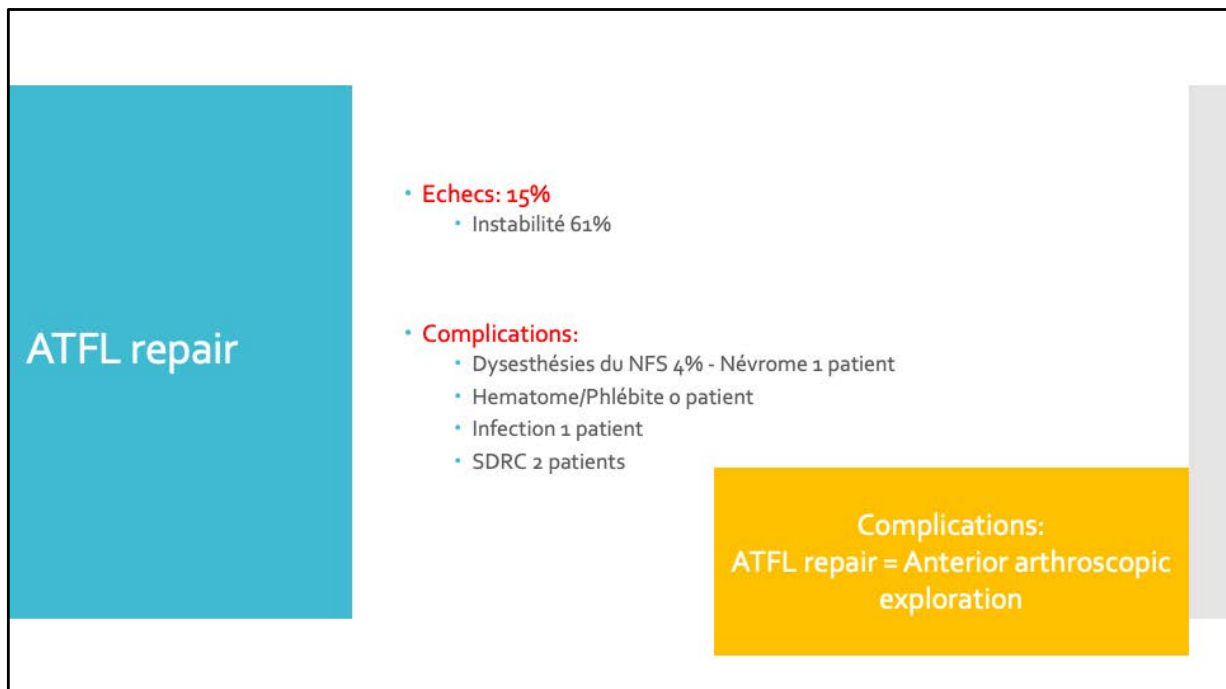 ATFL repair
• Echecs: 15%
• Instabilité 61%
• Complications:
• Dysesthésies du NFS 4% - Névrome 1 patient
• Hematome/Phlébite 0 patient
• Infection 1 patient
• SDRC 2 patients
Complications:
ATFL repair = Anterior arthroscopic
exploration